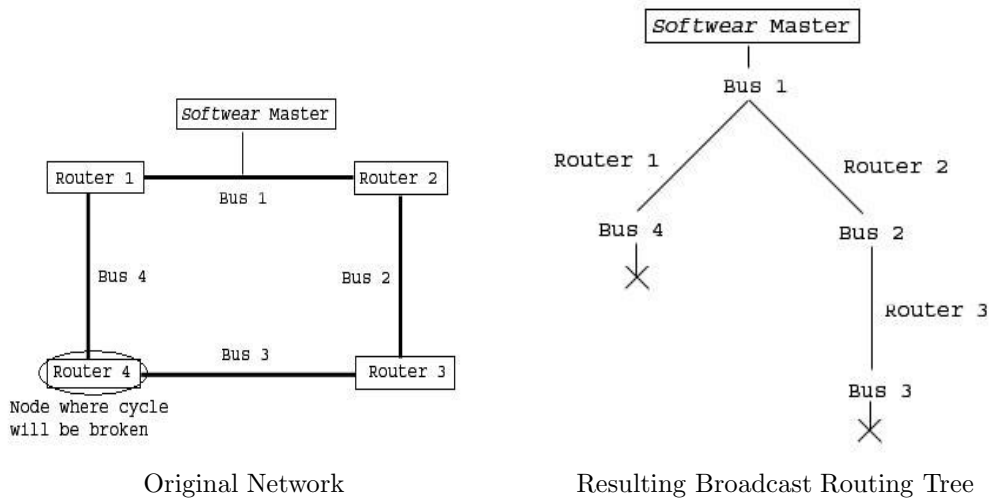 Softwear Master
Router 1
Router 2
Bus 1
Bus 4
Bus 2
Bus 3
Router 4
Router 3
Node where cycle
will be broken
Original Network
Softwear Master
Bus 1
Router 1
Router 2
Bus 4
Bus 2
Router 3
Bus 3
Resulting Broadcast Routing Tree